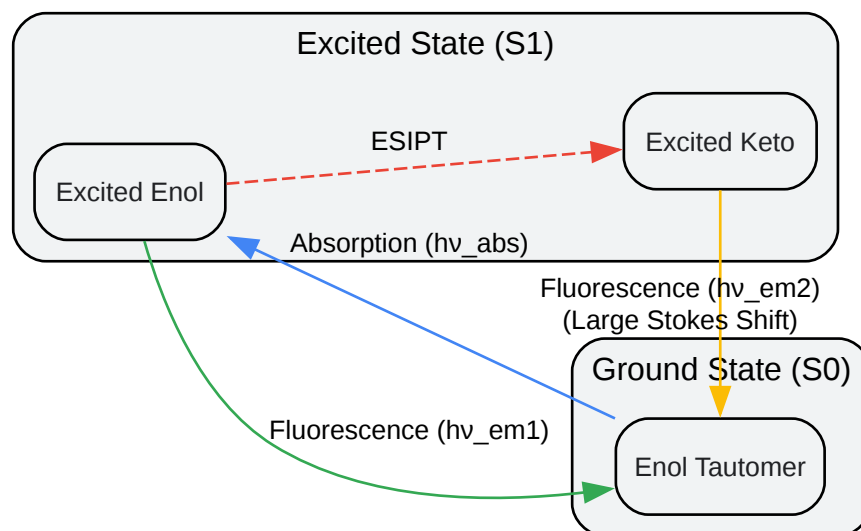 Excited State (S1)
ESIPT
Excited Keto
Excited Enol
Absorption (hν_abs)
Fluorescence (hν_em2)
(Large Stokes Shift)
Ground State (S0)
Fluorescence (hν_em1)
Enol Tautomer